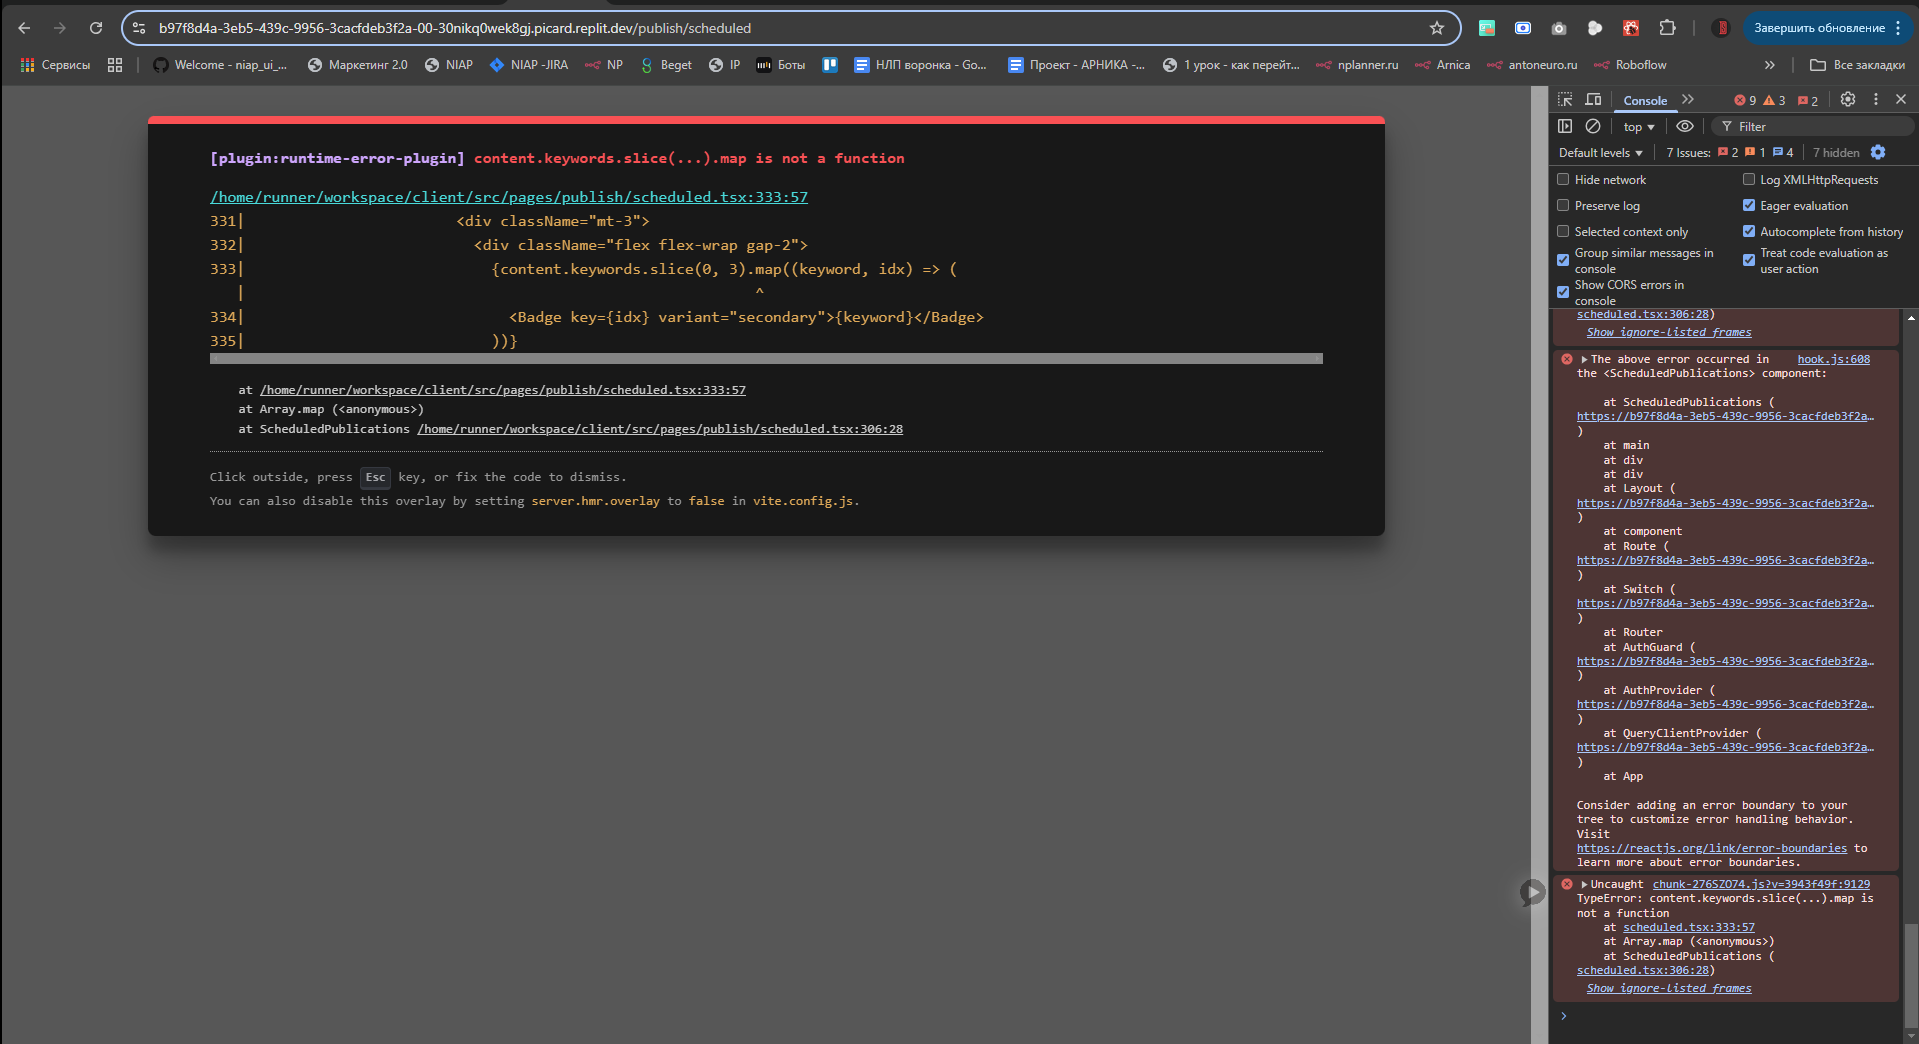 b97f8d4a-3eb5-439c-9956-3cacfdeb3f2a-00-30nikq0wek8gj.picard.replit.dev/publish/scheduled
Завершить обновление
Сервисы
Welcome - niap_ui_...
Маркетинг 2.0
NIAP
NIAP -JIRA
NP
Beget
IP
Боты
НЛП воронка - Go...
Проект - АРНИКА -...
1 урок - как перейт...
nplanner.ru
Arnica
antoneuro.ru
Roboflow
»
Все закладки
[plugin:runtime-error-plugin] content.keywords.slice(...).map is not a function
/home/runner/workspace/client/src/pages/publish/scheduled.tsx:333:57
331|                        <div className="mt-3">
332|                          <div className="flex flex-wrap gap-2">
333|                            {content.keywords.slice(0, 3).map((keyword, idx) => (
   |                                                          ^
334|                              <Badge key={idx} variant="secondary">{keyword}</Badge>
335|                            ))}
at /home/runner/workspace/client/src/pages/publish/scheduled.tsx:333:57
at Array.map (<anonymous>)
at ScheduledPublications /home/runner/workspace/client/src/pages/publish/scheduled.tsx:306:28
Click outside, press Esc key, or fix the code to dismiss.
You can also disable this overlay by setting server.hmr.overlay to false in vite.config.js.
Console » 9 3 2
top ▼ Filter
Default levels ▼ 7 Issues: 2 1 4 7 hidden
Hide network
Log XMLHttpRequests
Preserve log
Eager evaluation
Selected context only
Autocomplete from history
Group similar messages in
console
Treat code evaluation as
user action
Show CORS errors in
console
scheduled.tsx:306:28)
Show ignore-listed frames
The above error occurred in hook.js:608
the <ScheduledPublications> component:
at ScheduledPublications (
https://b97f8d4a-3eb5-439c-9956-3cacfdeb3f2a…
)
at main
at div
at div
at Layout (
https://b97f8d4a-3eb5-439c-9956-3cacfdeb3f2a…
)
at component
at Route (
https://b97f8d4a-3eb5-439c-9956-3cacfdeb3f2a…
)
at Switch (
https://b97f8d4a-3eb5-439c-9956-3cacfdeb3f2a…
)
at Router
at AuthGuard (
https://b97f8d4a-3eb5-439c-9956-3cacfdeb3f2a…
)
at AuthProvider (
https://b97f8d4a-3eb5-439c-9956-3cacfdeb3f2a…
)
at QueryClientProvider (
https://b97f8d4a-3eb5-439c-9956-3cacfdeb3f2a…
)
at App
Consider adding an error boundary to your
tree to customize error handling behavior.
Visit
https://reactjs.org/link/error-boundaries to
learn more about error boundaries.
Uncaught chunk-276SZO74.js?v=3943f49f:9129
TypeError: content.keywords.slice(...).map is
not a function
at scheduled.tsx:333:57
at Array.map (<anonymous>)
at ScheduledPublications (
scheduled.tsx:306:28)
Show ignore-listed frames